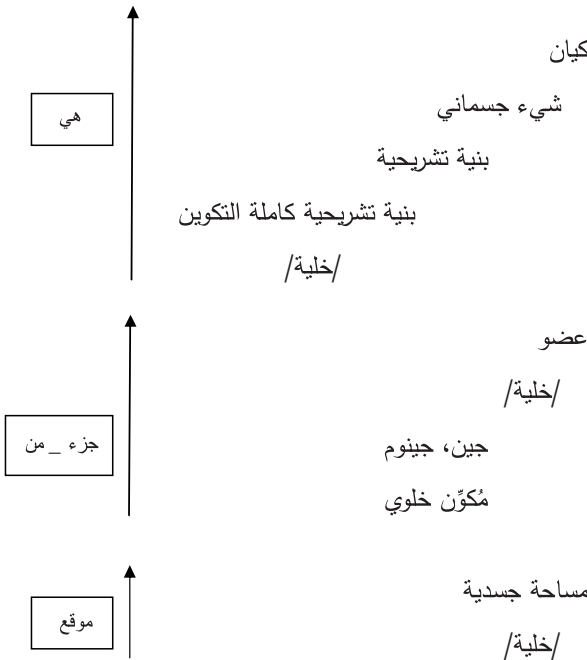 كيان
شيء جسماني
هي
بنية تشريحية
بنية تشريحية كاملة التكوين
/خلية/
عضو
/خلية/
جين، جينوم
جزء _ من
مُكوِّن خلوي
مساحة جسدية
موقع
/خلية/